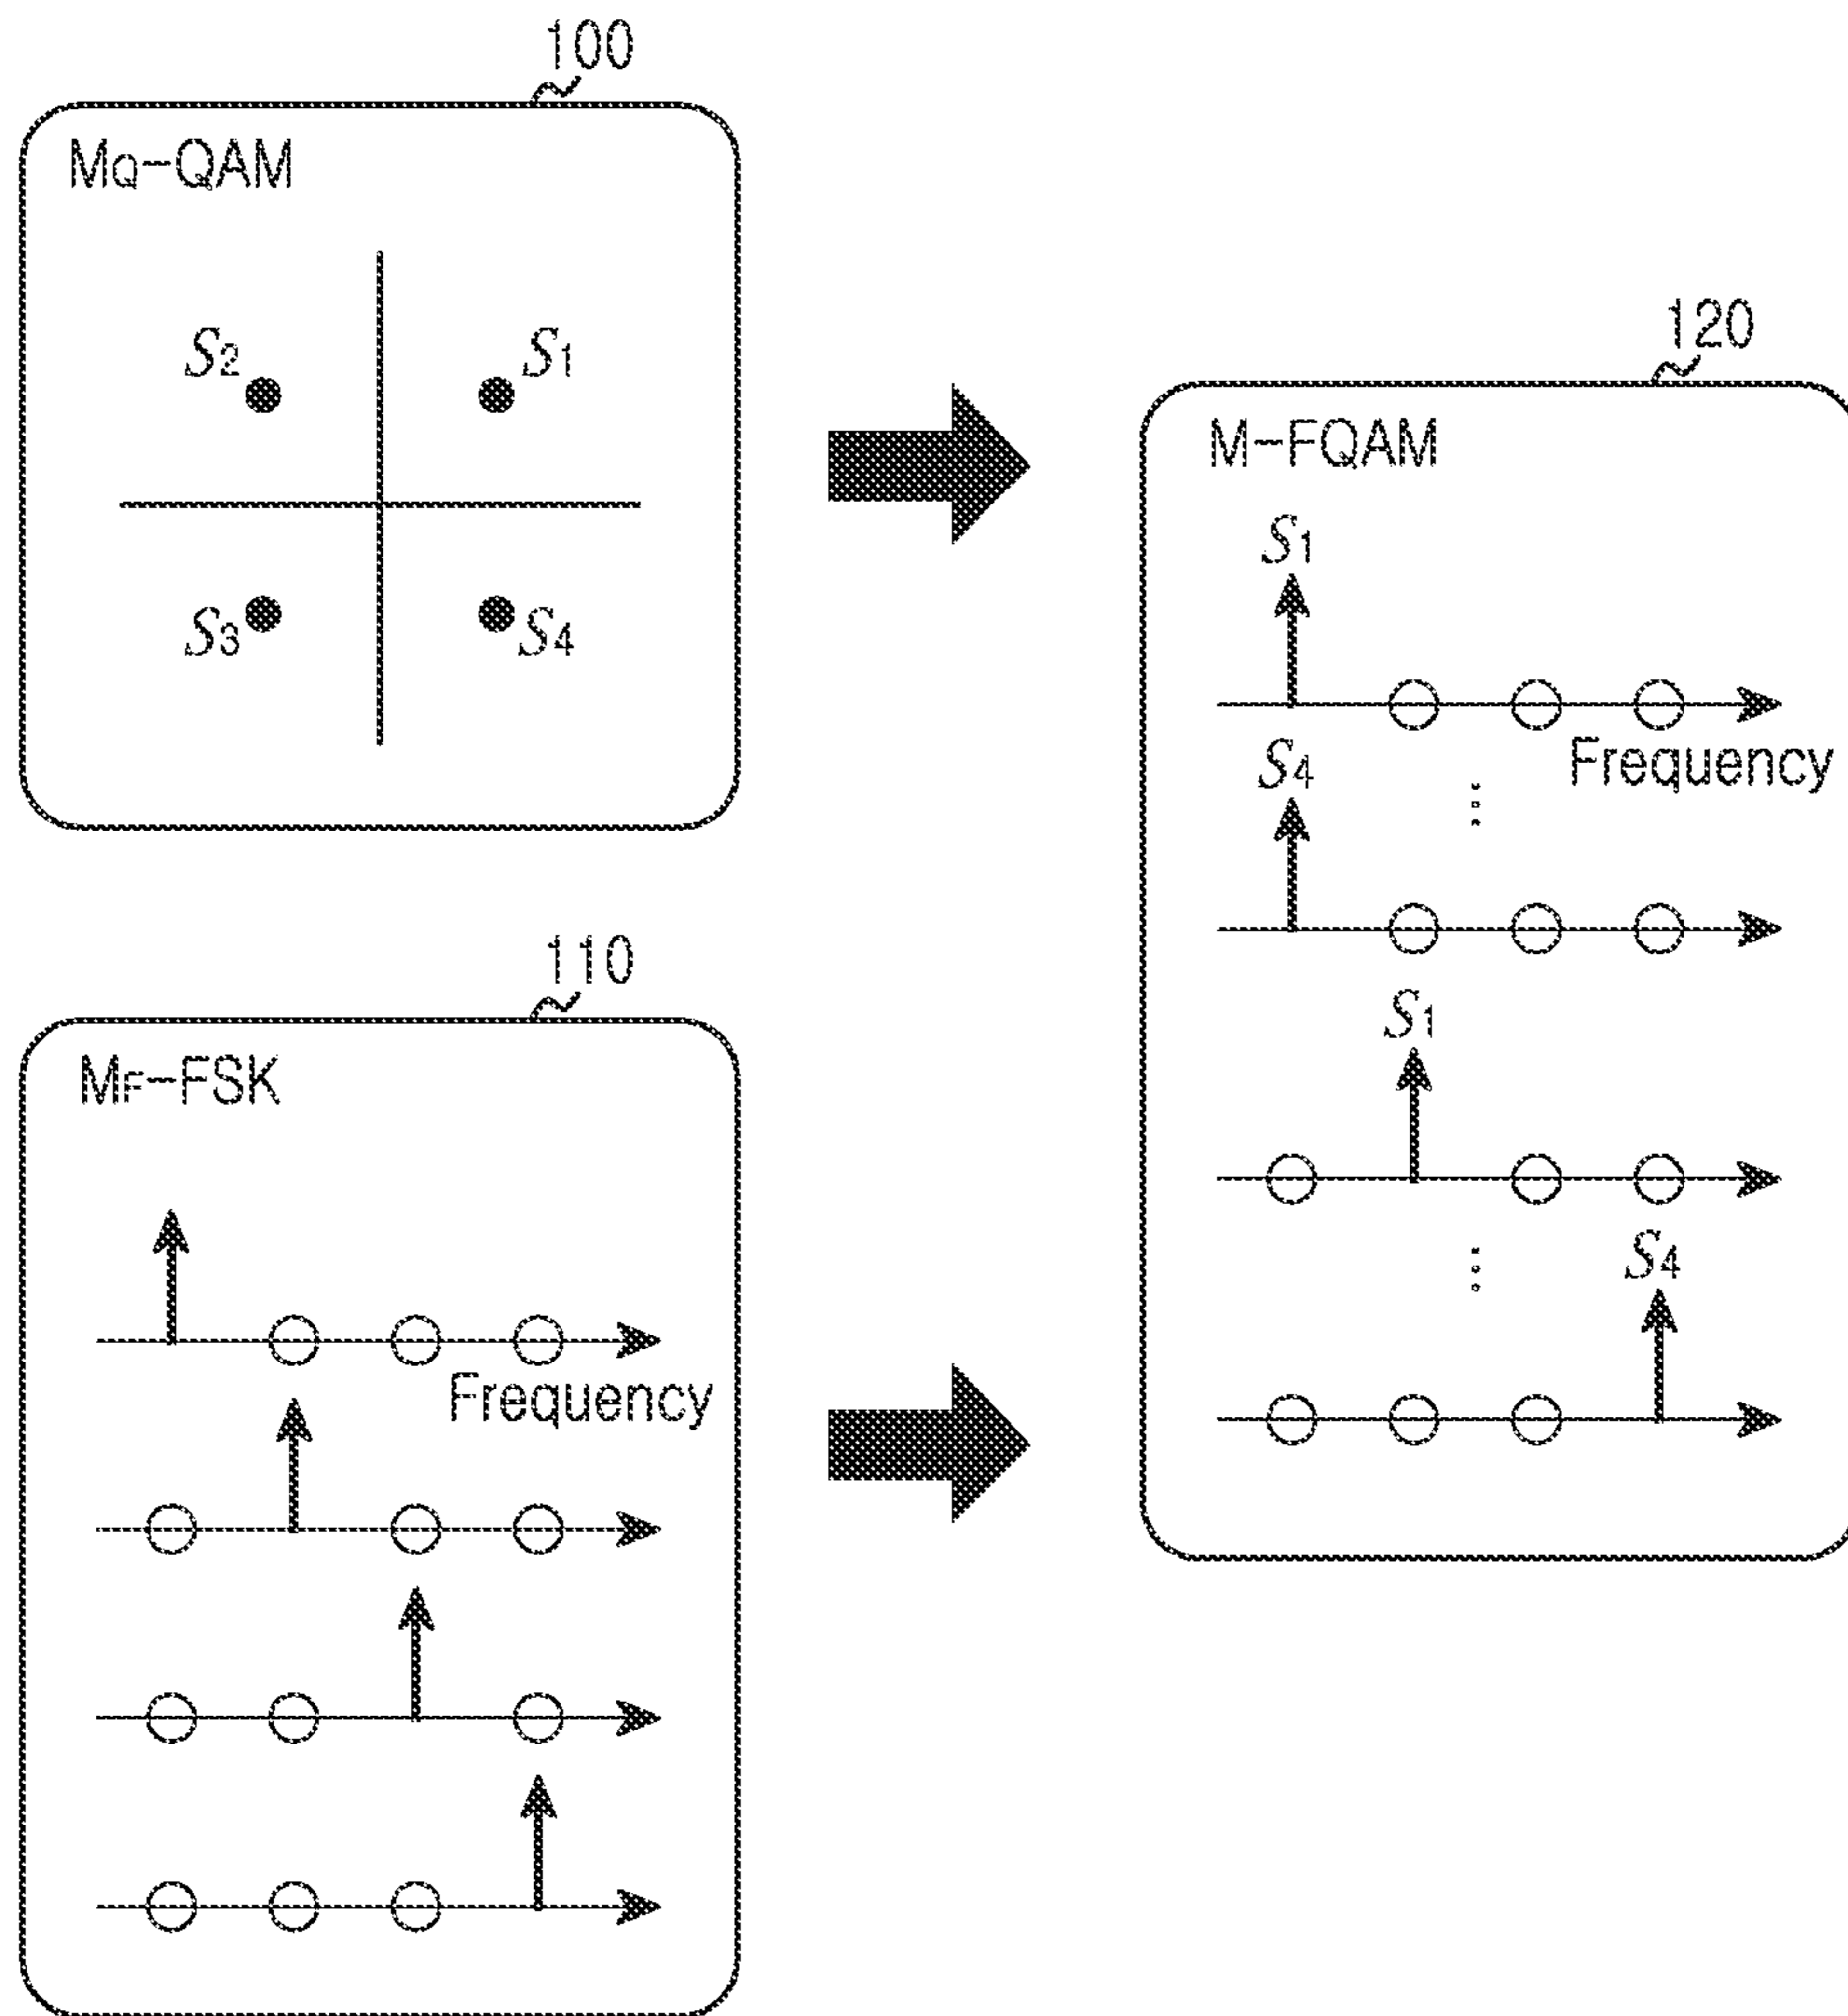 100
MQ-QAM
S2
S1
S3
S4
110
MF-FSK
Frequency
120
M-FQAM
S1
Frequency
S4
⋮
S1
⋮
S4